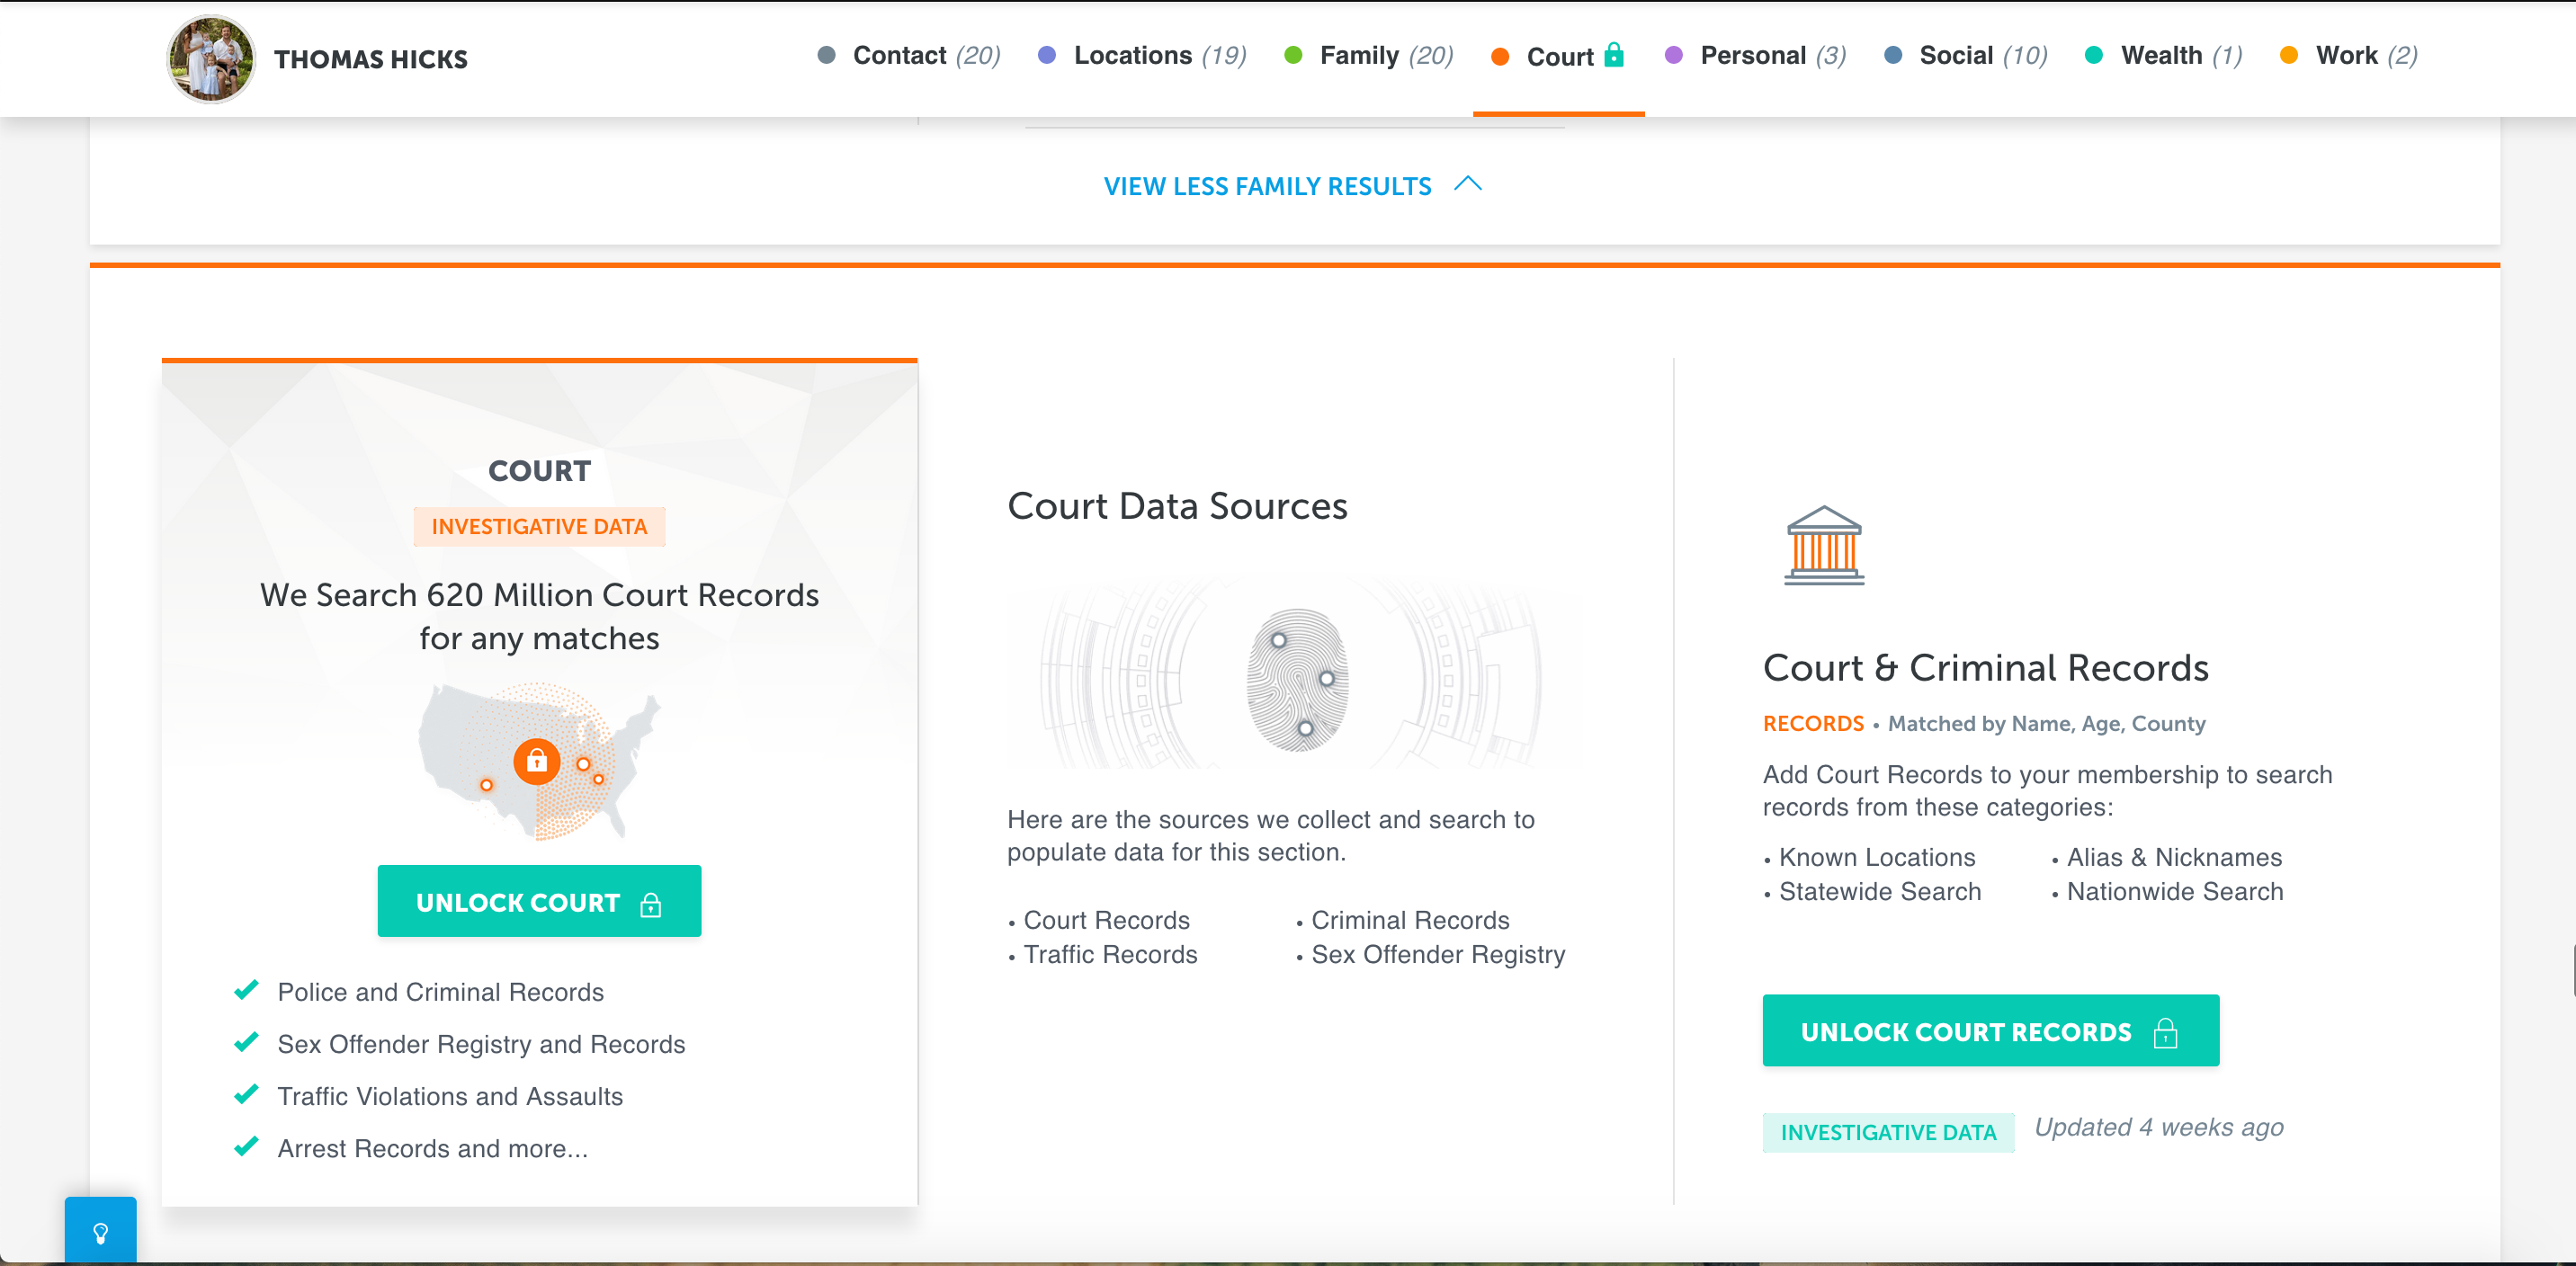 THOMAS HICKS
Contact (20)
Locations (19)
Family (20)
Court
Personal (3)
Social (10)
Wealth (1)
Work (2)
VIEW LESS FAMILY RESULTS
COURT
INVESTIGATIVE DATA
We Search 620 Million Court Records
for any matches
UNLOCK COURT
Police and Criminal Records
Sex Offender Registry and Records
Traffic Violations and Assaults
Arrest Records and more...
Court Data Sources
Here are the sources we collect and search to
populate data for this section.
• Court Records
• Criminal Records
• Traffic Records
• Sex Offender Registry
Court & Criminal Records
RECORDS • Matched by Name, Age, County
Add Court Records to your membership to search
records from these categories:
• Known Locations
• Alias & Nicknames
• Statewide Search
• Nationwide Search
UNLOCK COURT RECORDS
INVESTIGATIVE DATA
Updated 4 weeks ago